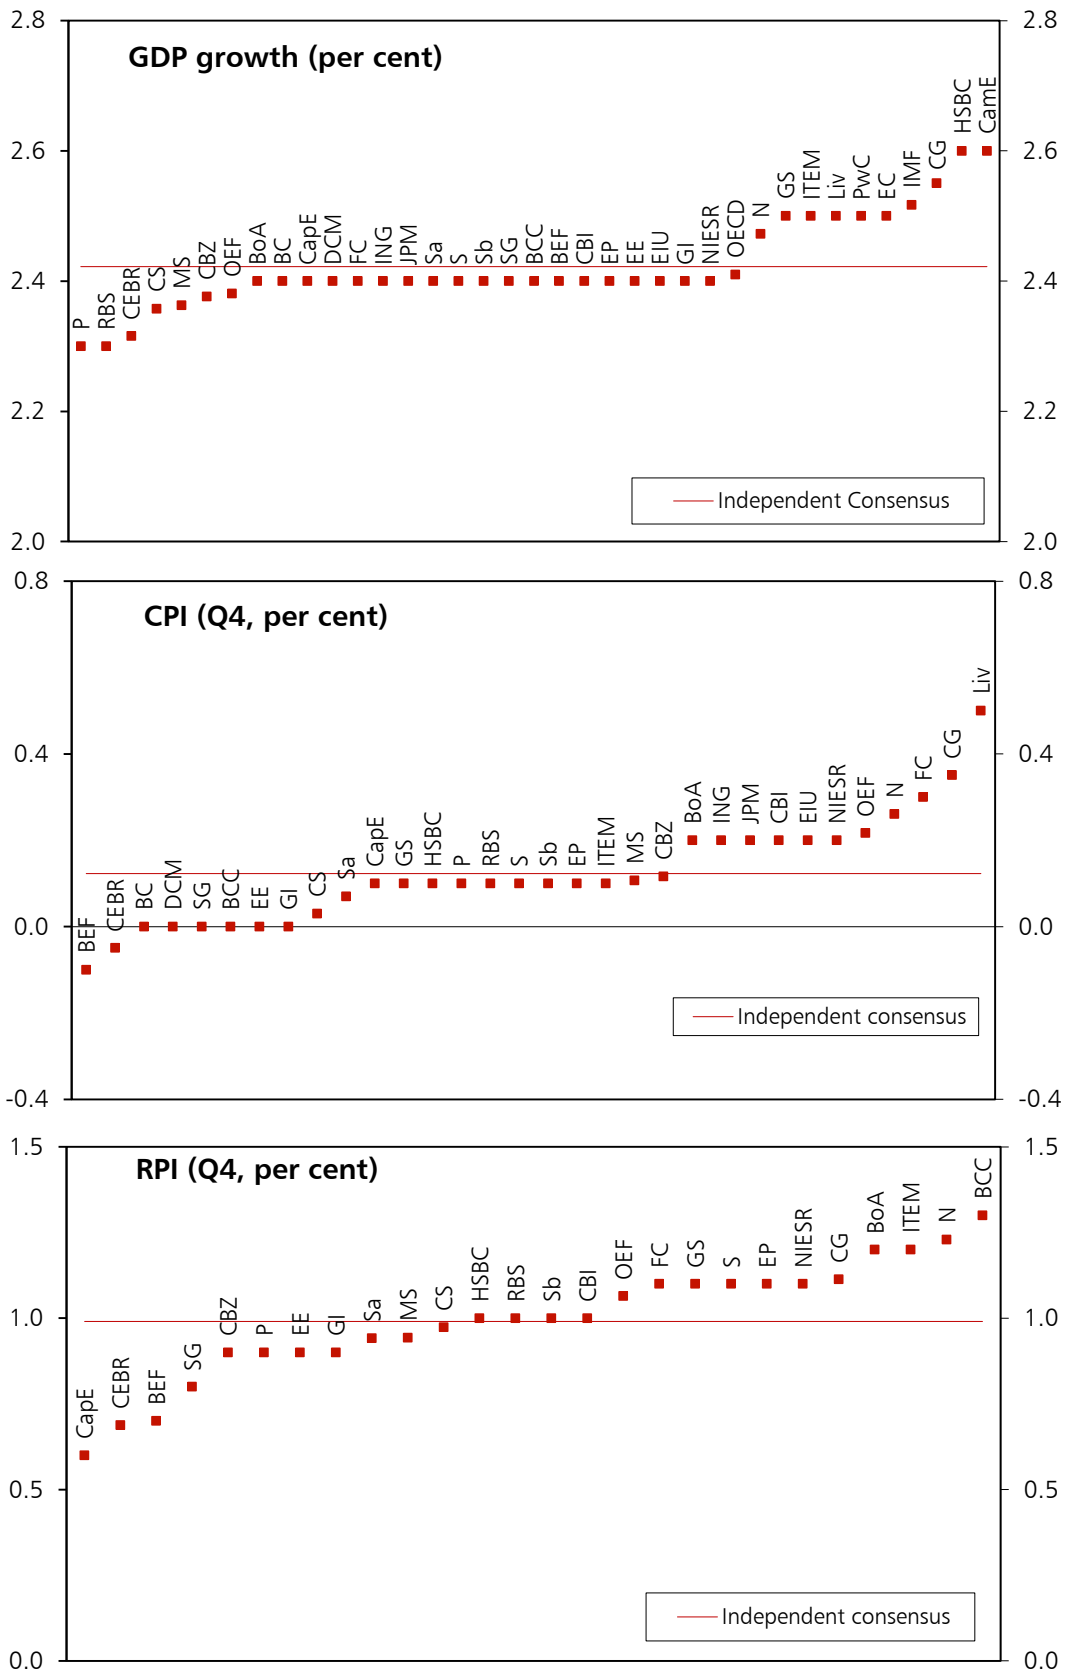 GDP growth (per cent)
2.8 2.8
2.6 2.6
2.4 2.4
2.2 2.2
2.0 2.0
P RBS CEBR CS MS CBZ OEF BoA BC CapE DCM FC ING JPM Sa S Sb SG BCC BEF CBI EP EE EIU GI NIESR OECD N GS ITEM Liv PwC EC IMF CG HSBC CamE
Independent Consensus
CPI (Q4, per cent)
0.8 0.8
0.4 0.4
0.0 0.0
-0.4 -0.4
BEF CEBR BC DCM SG BCC EE GI CS Sa CapE GS HSBC P RBS S Sb EP ITEM MS CBZ BoA ING JPM CBI EIU NIESR OEF N FC CG Liv
Independent consensus
RPI (Q4, per cent)
1.5 1.5
1.0 1.0
0.5 0.5
0.0 0.0
CapE CEBR BEF SG CBZ P EE GI Sa MS CS HSBC RBS Sb CBI OEF FC GS S EP NIESR CG BoA ITEM N BCC
Independent consensus